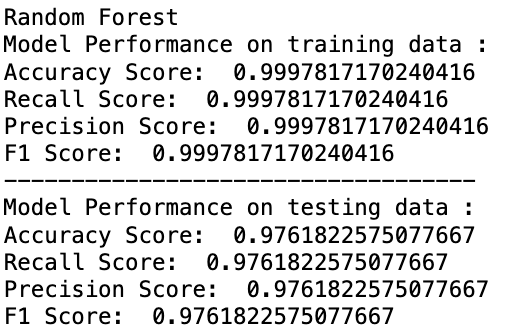 Random Forest
Model Performance on training data :
Accuracy Score:  0.9997817170240416
Recall Score:  0.9997817170240416
Precision Score:  0.9997817170240416
F1 Score:  0.9997817170240416
-----------------------------------
Model Performance on testing data :
Accuracy Score:  0.9761822575077667
Recall Score:  0.9761822575077667
Precision Score:  0.9761822575077667
F1 Score:  0.9761822575077667